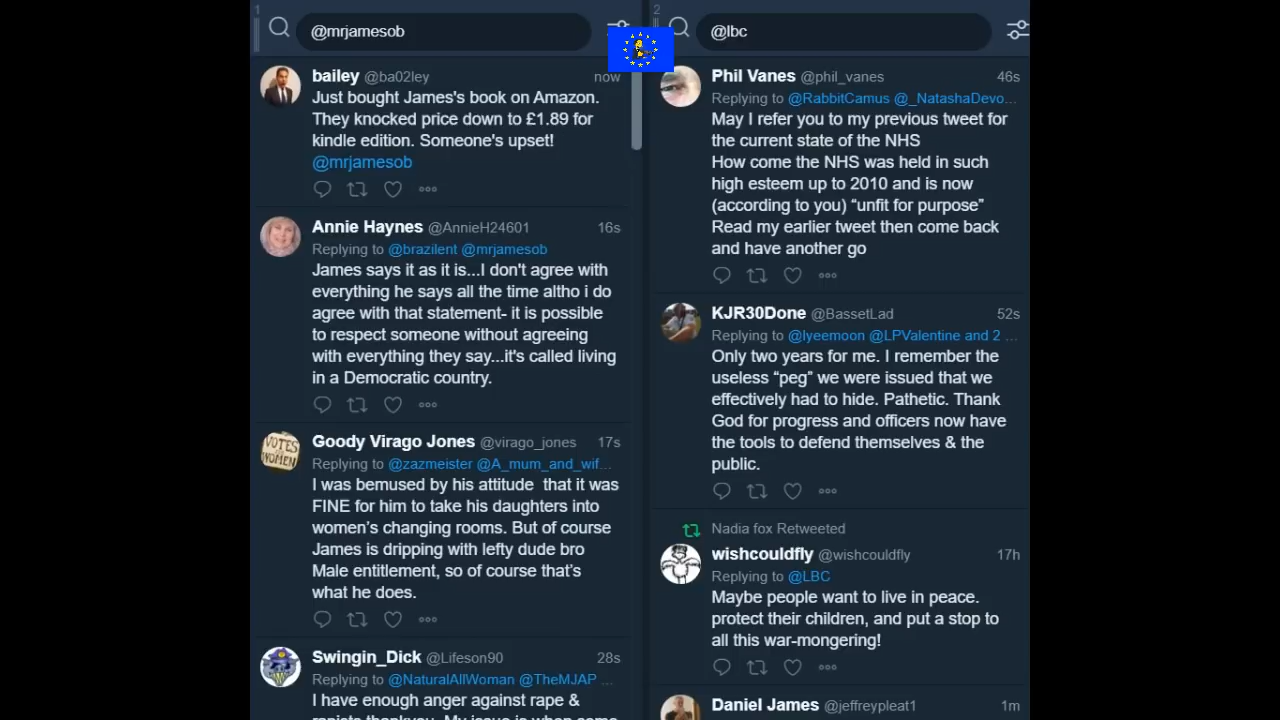 1
@mrjamesob
bailey @ba02ley now
Just bought James's book on Amazon.
They knocked price down to £1.89 for
kindle edition. Someone's upset!
@mrjamesob
Annie Haynes @AnnieH24601 16s
Replying to @brazilent @mrjamesob
James says it as it is...I don't agree with
everything he says all the time altho i do
agree with that statement- it is possible
to respect someone without agreeing
with everything they say...it's called living
in a Democratic country.
VOTES
WOMEN
Goody Virago Jones @virago_jones 17s
Replying to @zazmeister @A_mum_and_wif...
I was bemused by his attitude that it was
FINE for him to take his daughters into
women’s changing rooms. But of course
James is dripping with lefty dude bro
Male entitlement, so of course that’s
what he does.
Swingin_Dick @Lifeson90 28s
Replying to @NaturalAllWoman @TheMJAP ...
I have enough anger against rape &
rapists thankyou. My issue is when some
2
@lbc
Phil Vanes @phil_vanes 46s
Replying to @RabbitCamus @_NatashaDevo...
May I refer you to my previous tweet for
the current state of the NHS
How come the NHS was held in such
high esteem up to 2010 and is now
(according to you) “unfit for purpose”
Read my earlier tweet then come back
and have another go
KJR30Done @BassetLad 52s
Replying to @lyeemoon @LPValentine and 2 ...
Only two years for me. I remember the
useless “peg” we were issued that we
effectively had to hide. Pathetic. Thank
God for progress and officers now have
the tools to defend themselves & the
public.
Nadia fox Retweeted
wishcouldfly @wishcouldfly 17h
Replying to @LBC
Maybe people want to live in peace.
protect their children, and put a stop to
all this war-mongering!
Daniel James @jeffreypleat1 1m